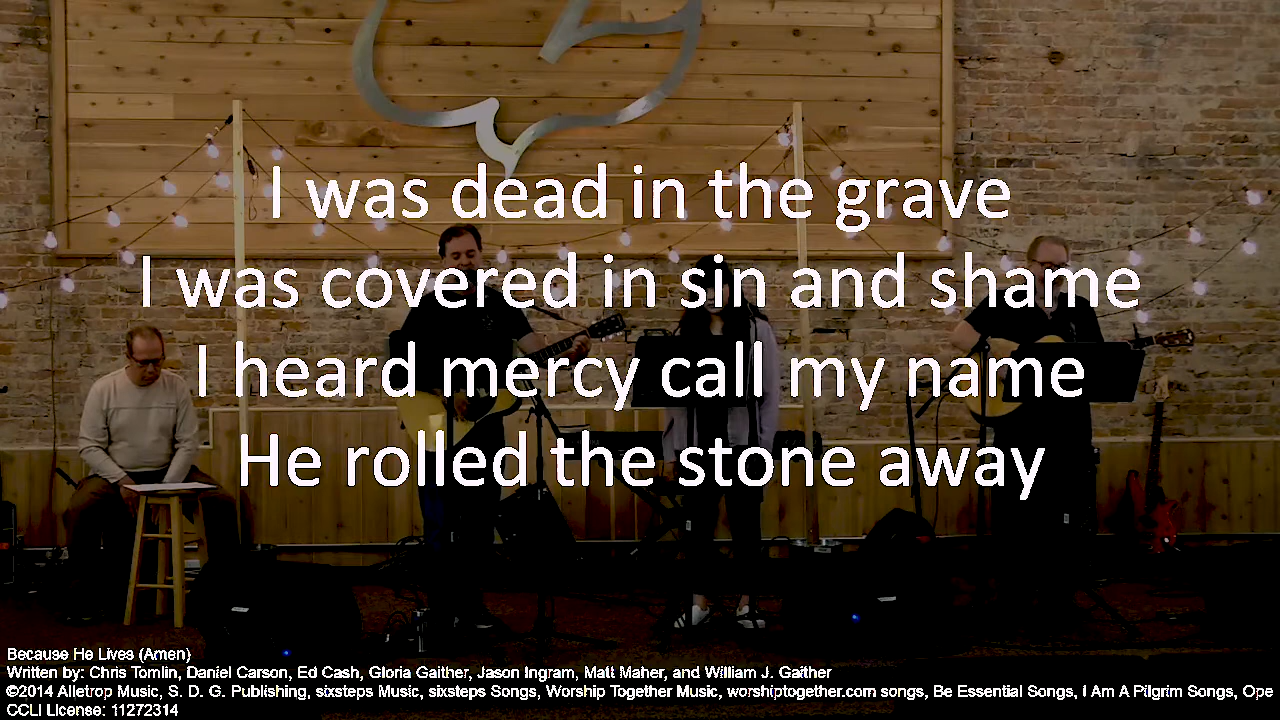 I was dead in the grave
I was covered in sin and shame
I heard mercy call my name
He rolled the stone away
Because He Lives (Amen)
Written by: Chris Tomlin, Daniel Carson, Ed Cash, Gloria Gaither, Jason Ingram, Matt Maher, and William J. Gaither
©2014 Alletrop Music, S. D. G. Publishing, sixsteps Music, sixsteps Songs, Worship Together Music, worshiptogether.com songs, Be Essential Songs, I Am A Pilgrim Songs, Ope
CCLI License: 11272314